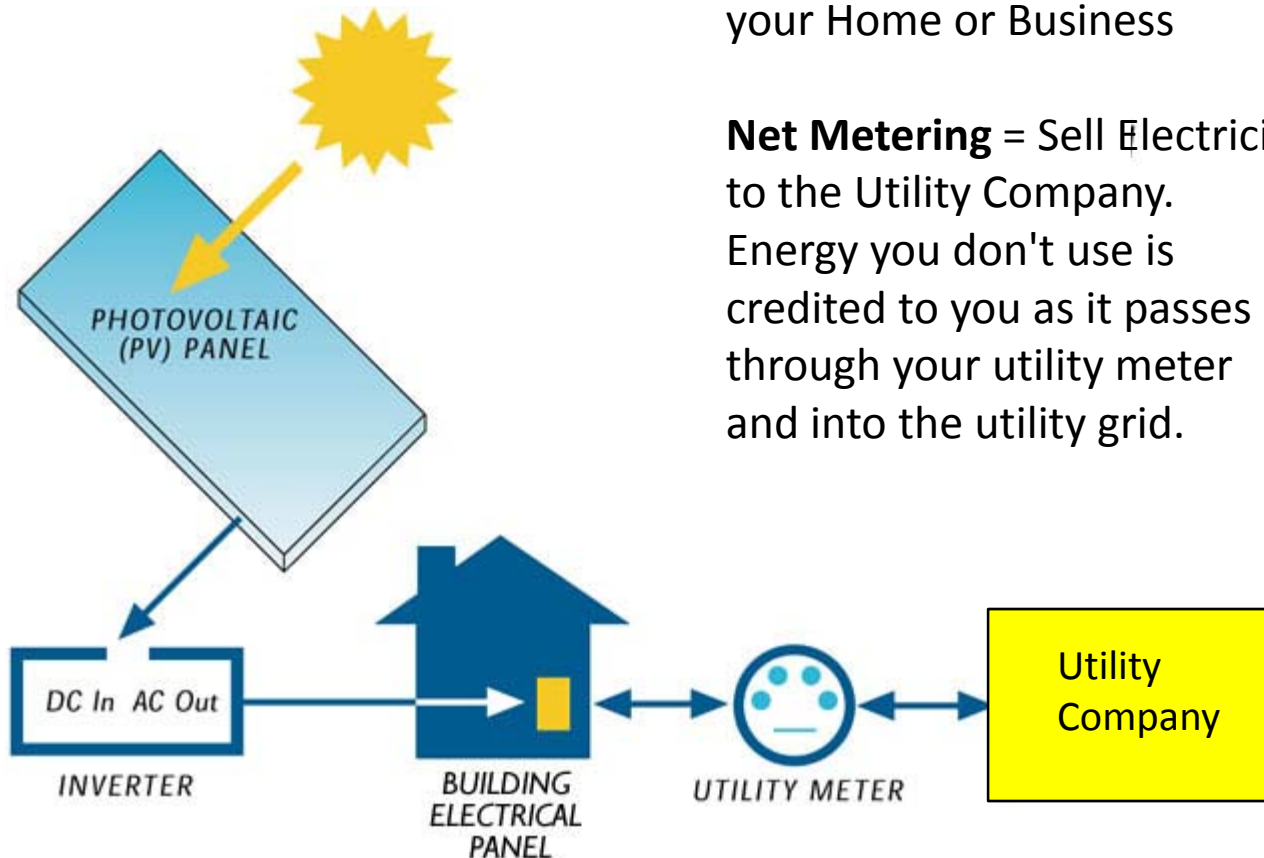 your Home or Business
Net Metering = Sell Electrici
to the Utility Company.
Energy you don't use is
credited to you as it passes
through your utility meter
and into the utility grid.
PHOTOVOLTAIC
(PV) PANEL
DC In AC Out
INVERTER
BUILDING
ELECTRICAL
PANEL
UTILITY METER
Utility
Company